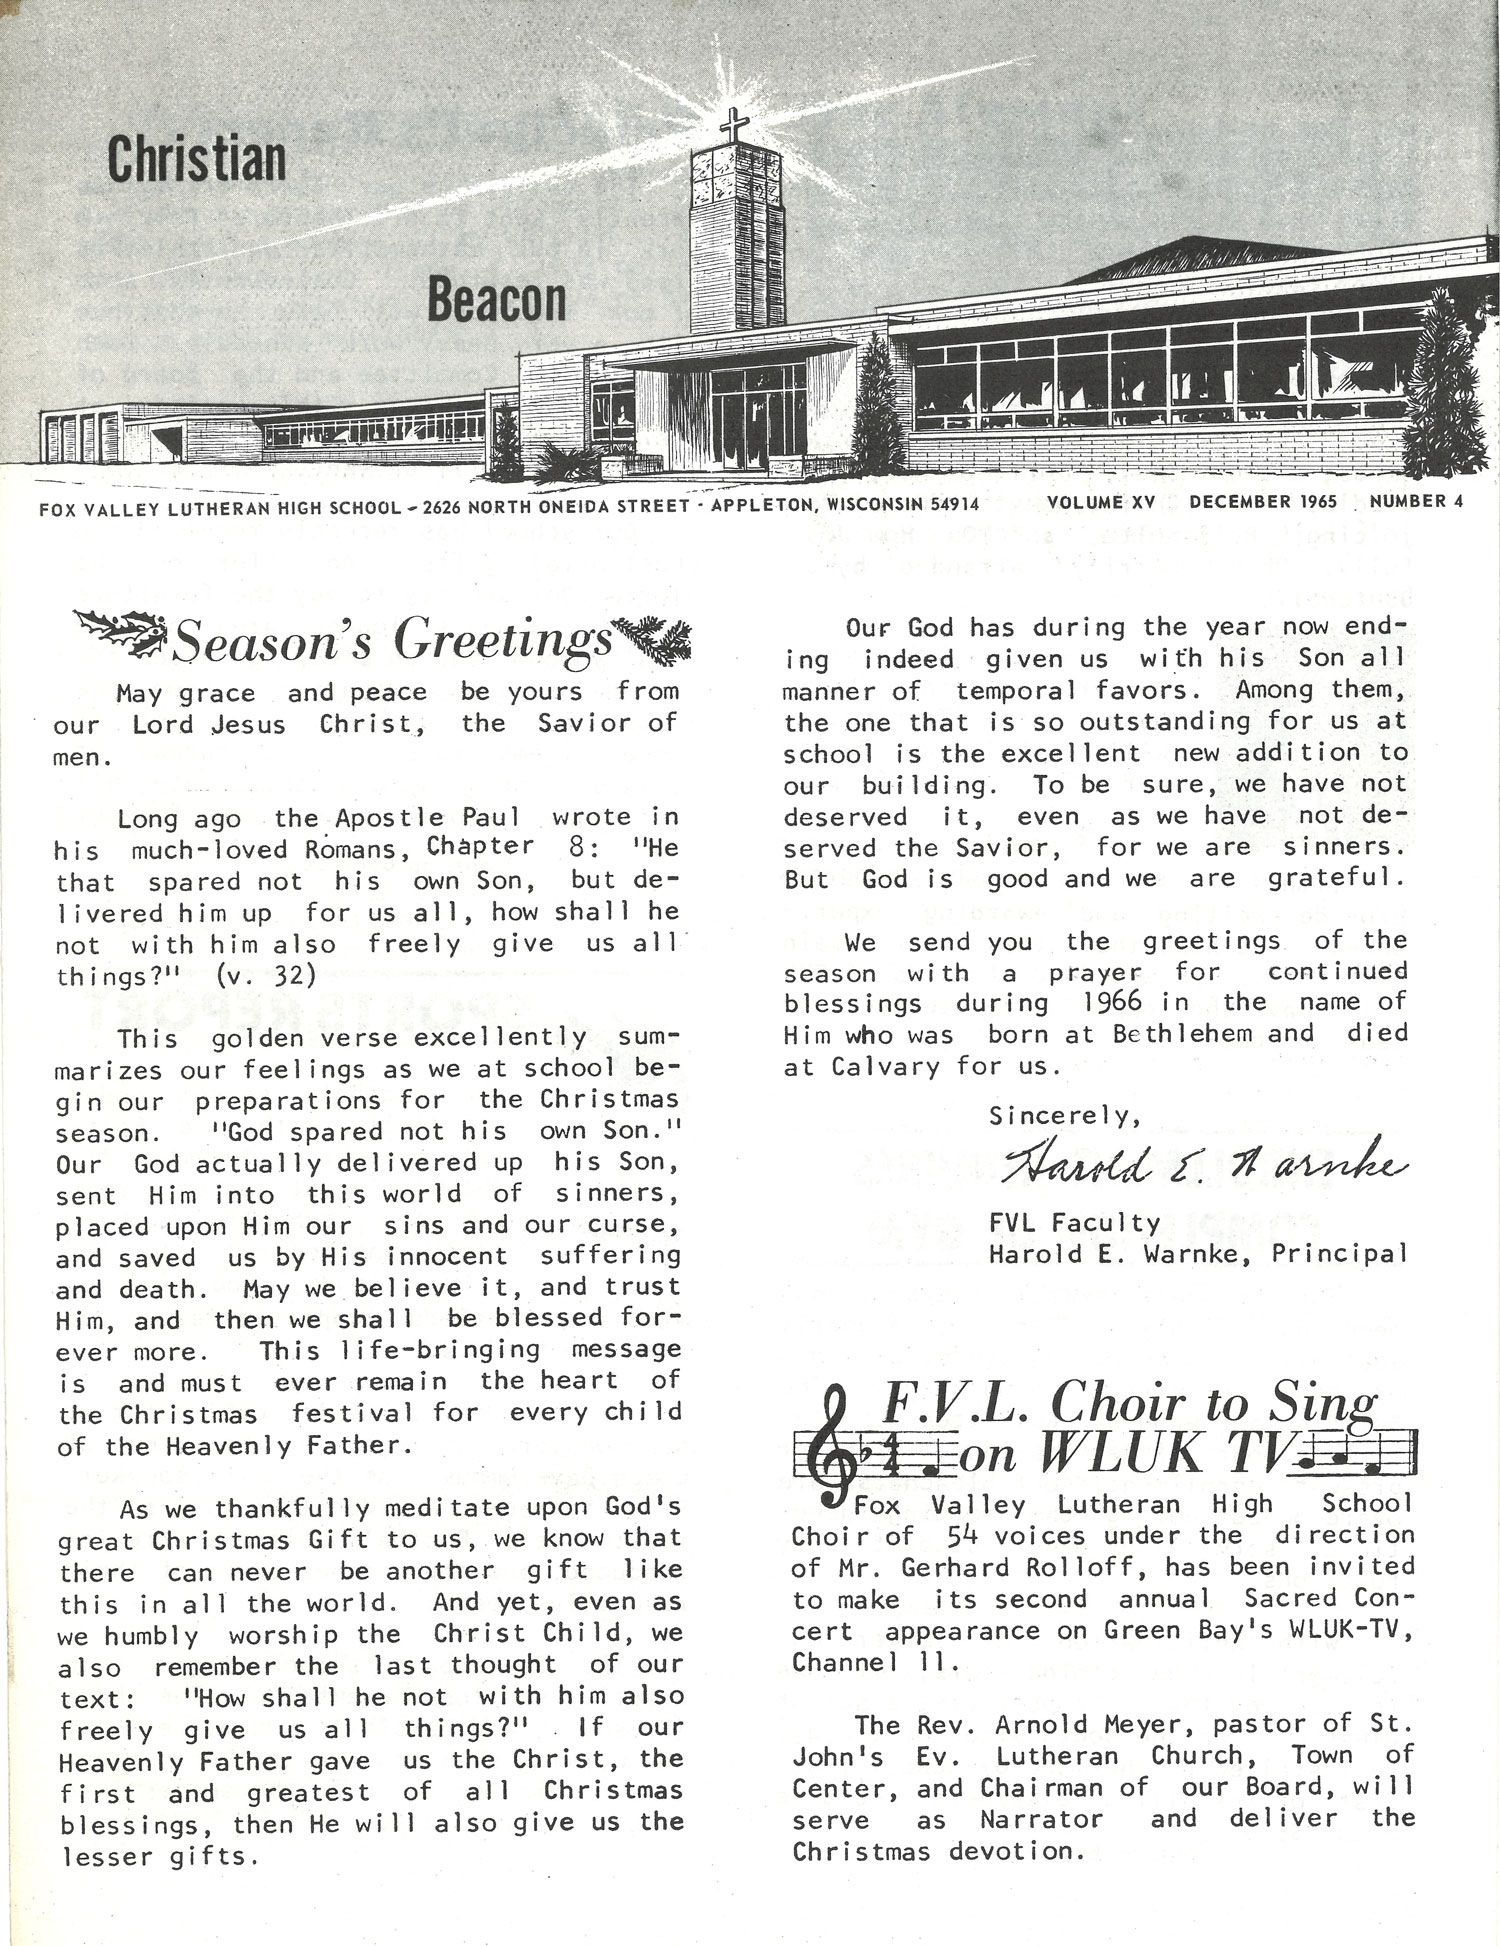 Christian
Beacon
FOX VALLEY LUTHERAN HIGH SCHOOL - 2626 NORTH ONEIDA STREET - APPLETON, WISCONSIN 54914 VOLUME XV DECEMBER 1965 NUMBER 4
Season's Greetings
May grace and peace be yours from
our Lord Jesus Christ, the Savior of
men.
Long ago the Apostle Paul wrote in
his much-loved Romans, Chapter 8: "He
that spared not his own Son, but de-
livered him up for us all, how shall he
not with him also freely give us all
things?" (v. 32)
This golden verse excellently sum-
marizes our feelings as we at school be-
gin our preparations for the Christmas
season. "God spared not his own Son."
Our God actually delivered up his Son,
sent Him into this world of sinners,
placed upon Him our sins and our curse,
and saved us by His innocent suffering
and death. May we believe it, and trust
Him, and then we shall be blessed for-
ever more. This life-bringing message
is and must ever remain the heart of
the Christmas festival for every child
of the Heavenly Father.
As we thankfully meditate upon God's
great Christmas Gift to us, we know that
there can never be another gift like
this in all the world. And yet, even as
we humbly worship the Christ Child, we
also remember the last thought of our
text: "How shall he not with him also
freely give us all things?" If our
Heavenly Father gave us the Christ, the
first and greatest of all Christmas
blessings, then He will also give us the
lesser gifts.
Our God has during the year now end-
ing indeed given us with his Son all
manner of temporal favors. Among them,
the one that is so outstanding for us at
school is the excellent new addition to
our building. To be sure, we have not
deserved it, even as we have not de-
served the Savior, for we are sinners.
But God is good and we are grateful.
We send you the greetings of the
season with a prayer for continued
blessings during 1966 in the name of
Him who was born at Bethlehem and died
at Calvary for us.
Sincerely,
Harold E. Warnke
FVL Faculty
Harold E. Warnke, Principal
F.V.L. Choir to Sing
on WLUK TV
Fox Valley Lutheran High School
Choir of 54 voices under the direction
of Mr. Gerhard Rolloff, has been invited
to make its second annual Sacred Con-
cert appearance on Green Bay's WLUK-TV,
Channel 11.
The Rev. Arnold Meyer, pastor of St.
John's Ev. Lutheran Church, Town of
Center, and Chairman of our Board, will
serve as Narrator and deliver the
Christmas devotion.